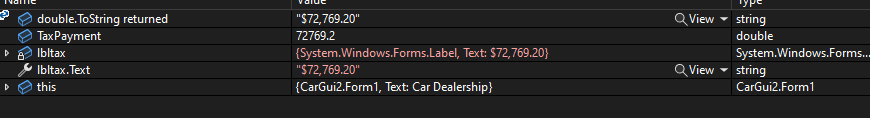 Name Value Type
double.ToString returned "$72,769.20" View string
TaxPayment 72769.2 double
lbltax {System.Windows.Forms.Label, Text: $72,769.20} System.Windows.Forms...
lbltax.Text "$72,769.20" View string
this {CarGui2.Form1, Text: Car Dealership} CarGui2.Form1